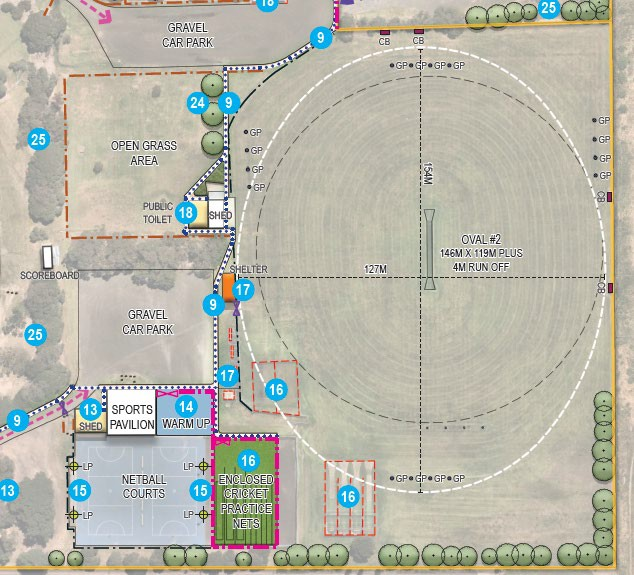 18
25
GRAVEL
CAR PARK
9
CB
CB
GP GP GP GP
24
9
25
OPEN GRASS
AREA
GP
GP
GP
GP
GP
GP
GP
GP
154M
CB
PUBLIC
TOILET
18
SHED
OVAL #2
146M X 119M PLUS
4M RUN OFF
127M
SCOREBOARD
SHELTER
17
CB
9
GRAVEL
CAR PARK
25
17
16
9
13
SHED
SPORTS
PAVILION
14
WARM UP
13
LP
15
NETBALL
COURTS
LP
15
LP
LP
16
ENCLOSED
CRICKET
PRACTICE
NETS
GP GP GP GP
16